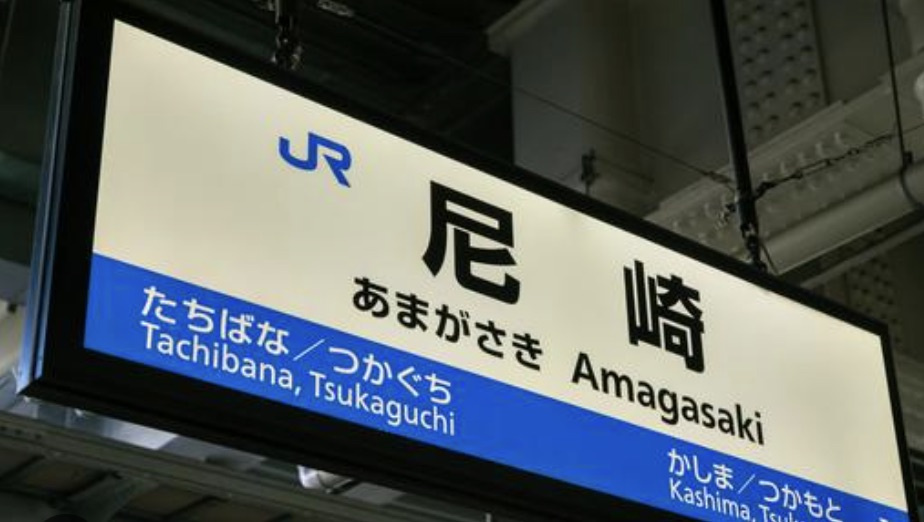 JR
尼崎
あまがさき Amagasaki
たちばな／つかぐち
Tachibana, Tsukaguchi
かしま／つかもと
Kashima,